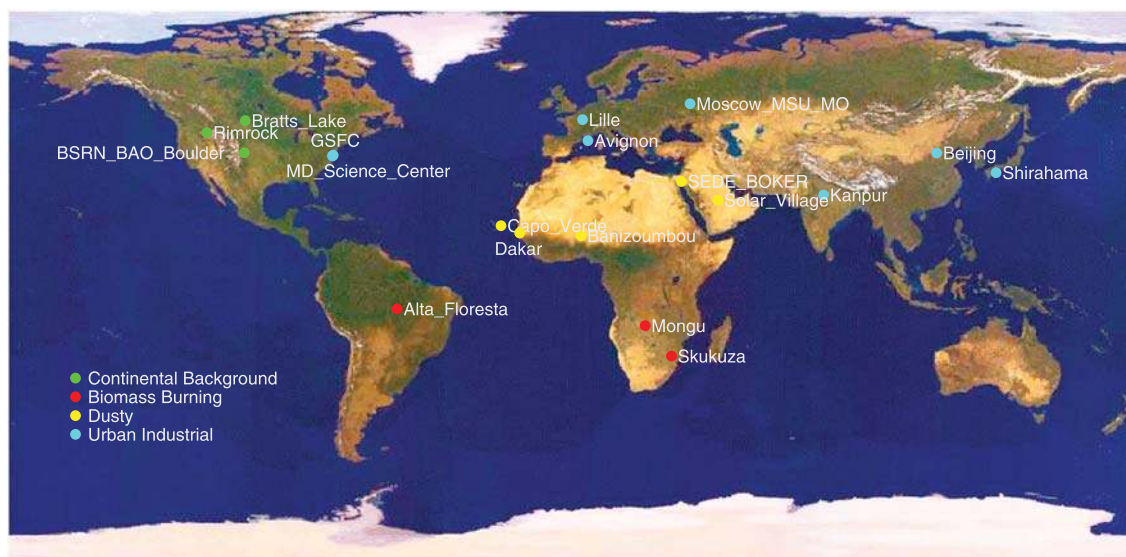 Moscow_MSU_MO
Bratts_Lake
Lille
Rimrock
GSFC
Avignon
BSRN_BAO_Boulder
Beijing
MD_Science_Center
Shirahama
SEDE_BOKER
Kanpur
Solar_Village
Capo_Verde
Banizoumbou
Dakar
Alta_Floresta
Mongu
Skukuza
Continental Background
Biomass Burning
Dusty
Urban Industrial